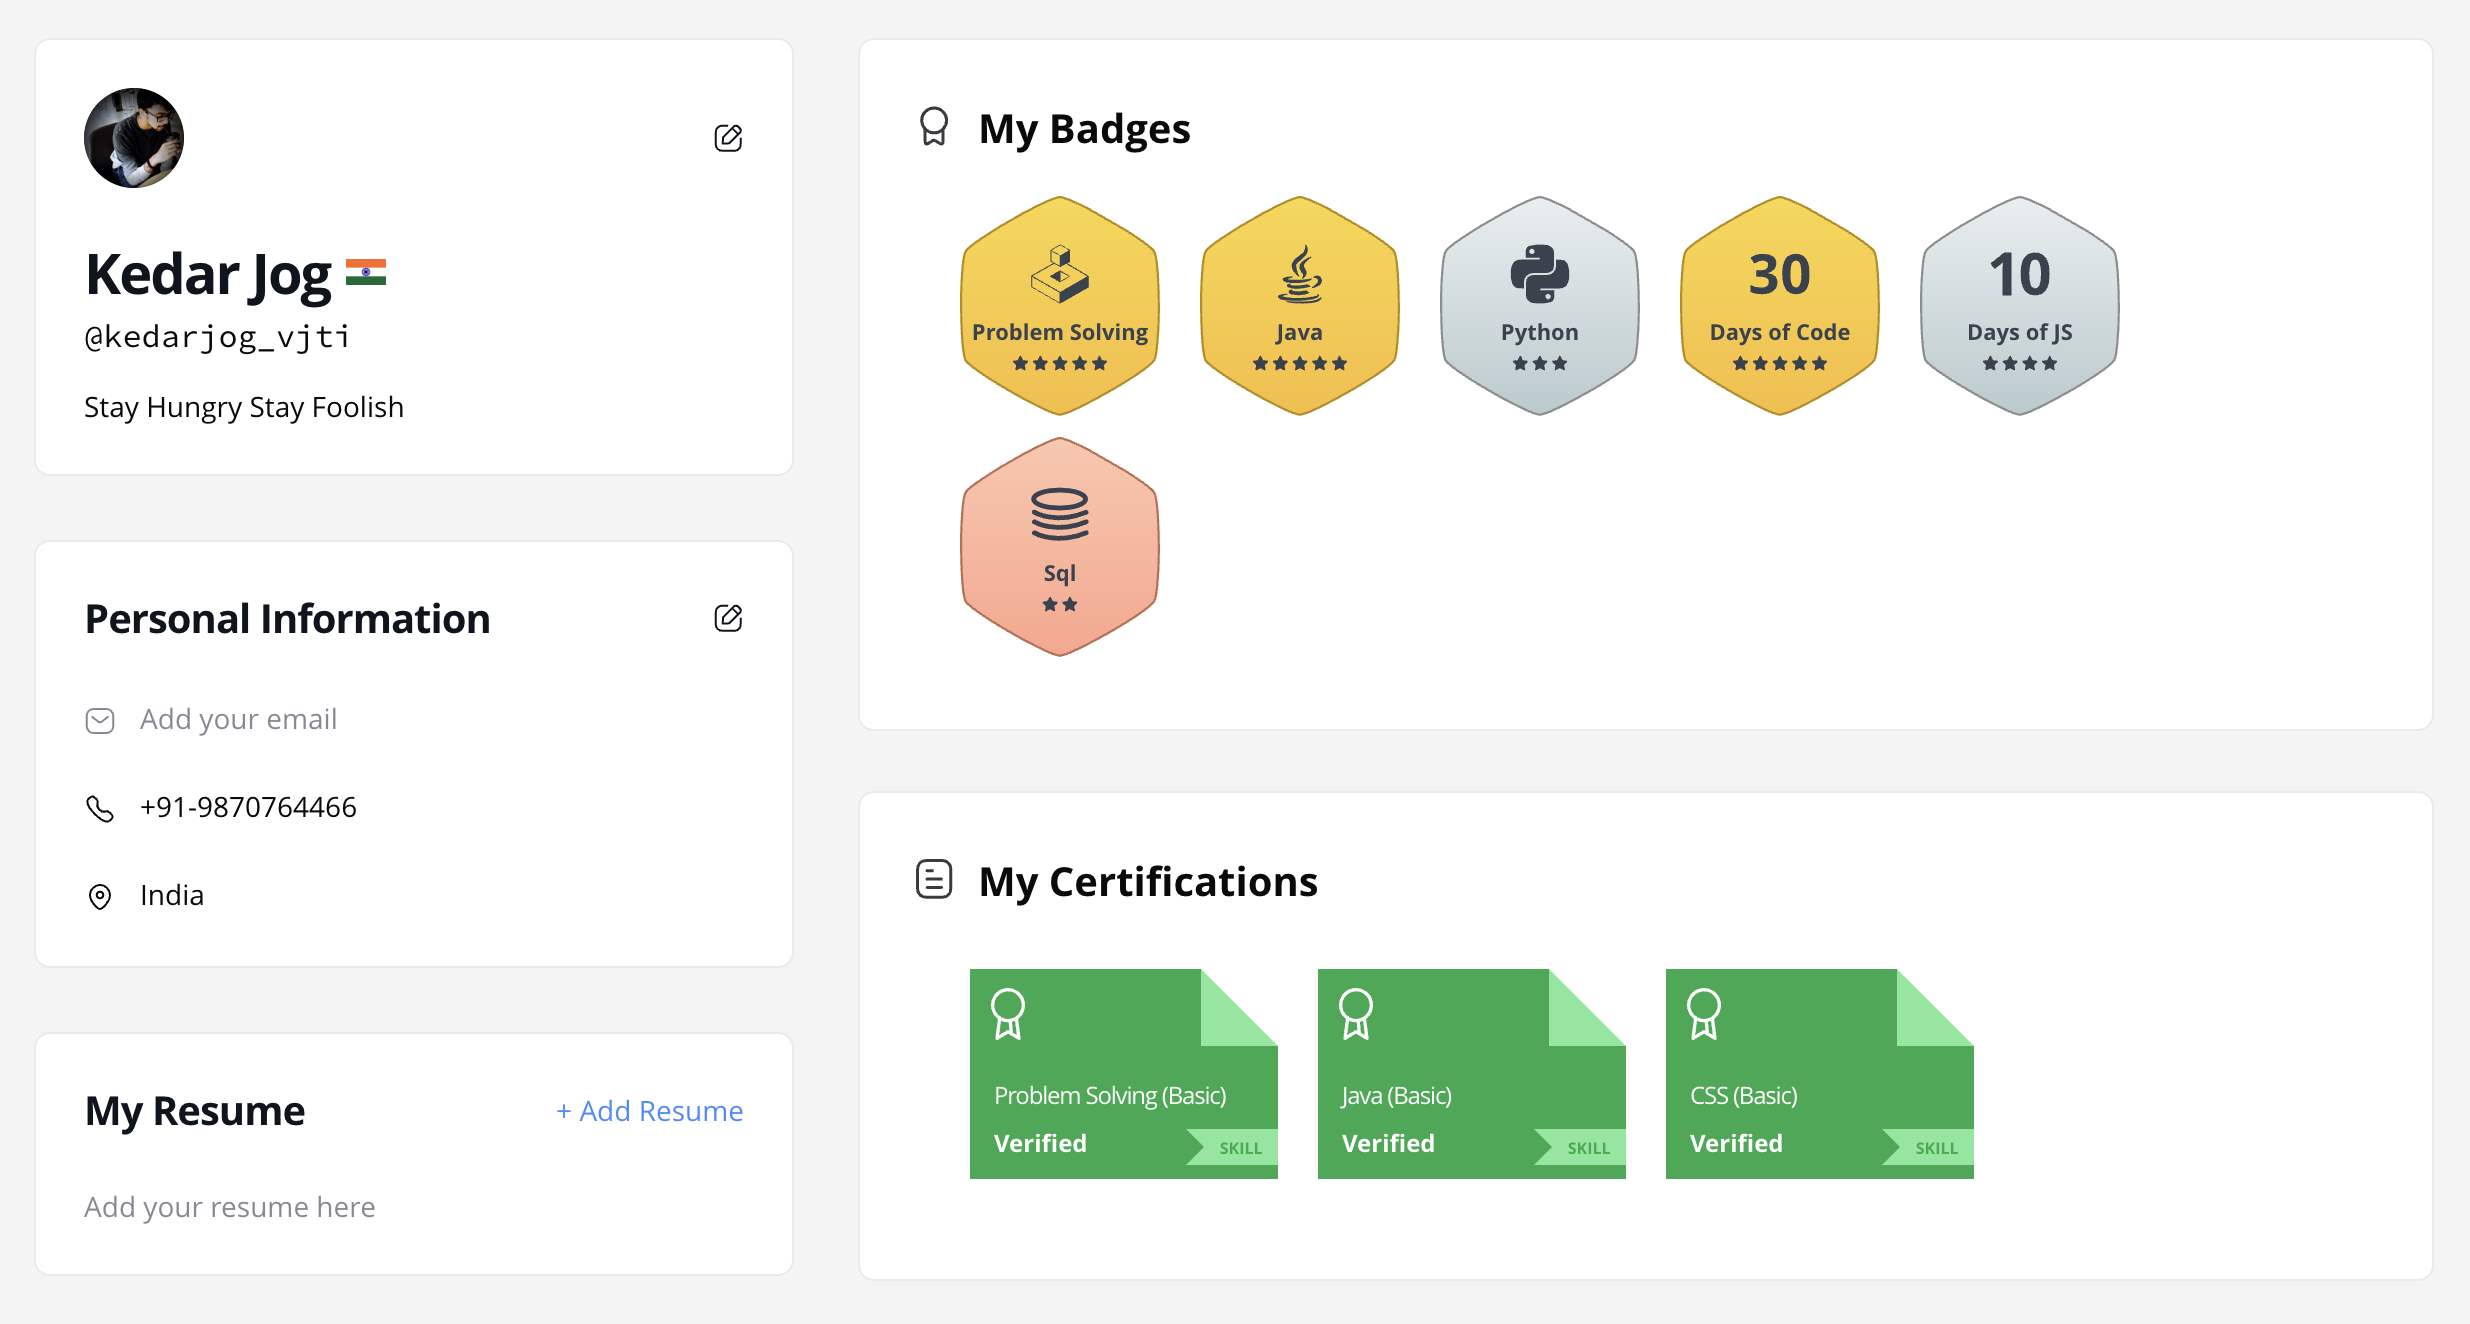 Kedar Jog
@kedarjog_vjti
Stay Hungry Stay Foolish
Personal Information
Add your email
+91-9870764466
India
My Resume
+ Add Resume
Add your resume here
My Badges
Problem Solving
Java
Python
30
Days of Code
10
Days of JS
Sql
My Certifications
Problem Solving (Basic)
Verified
SKILL
Java (Basic)
Verified
SKILL
CSS (Basic)
Verified
SKILL